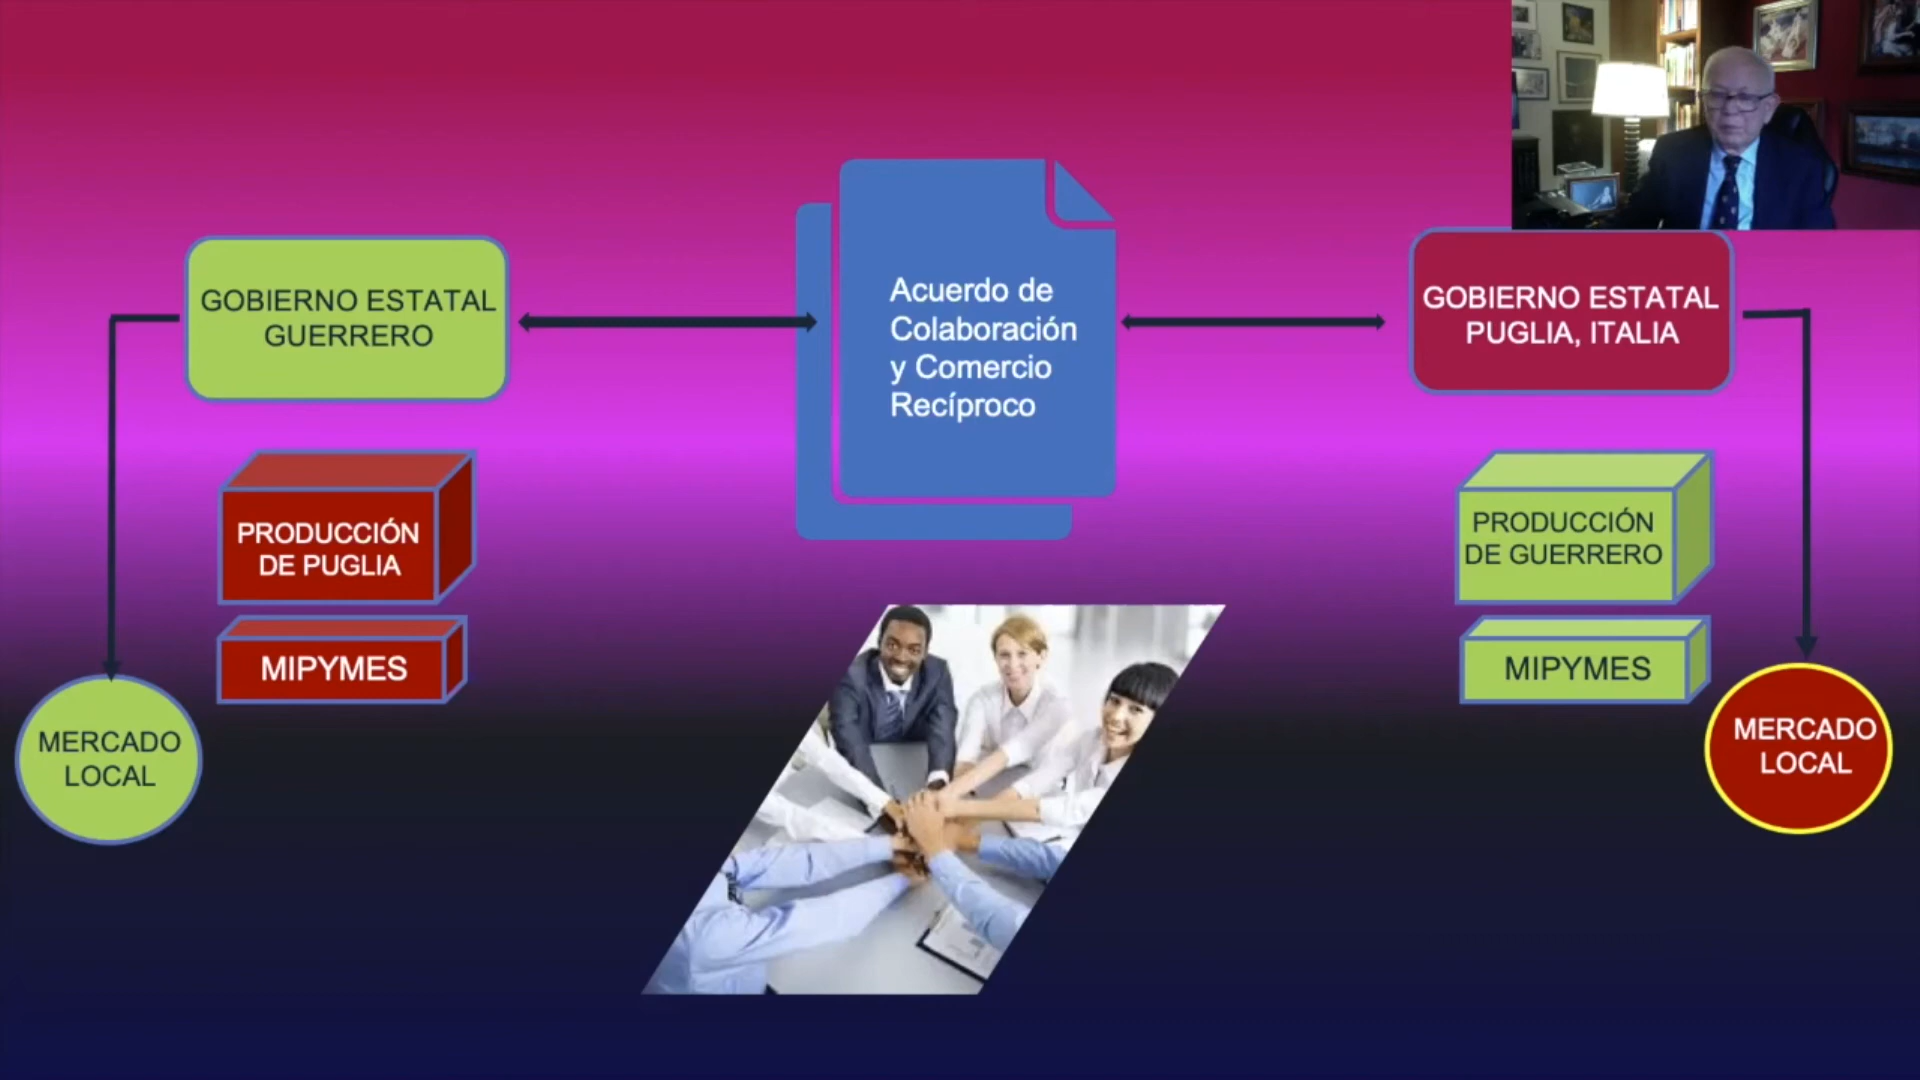 GOBIERNO ESTATAL
GUERRERO
Acuerdo de
Colaboración
y Comercio
Recíproco
GOBIERNO ESTATAL
PUGLIA, ITALIA
PRODUCCIÓN
DE PUGLIA
MIPYMES
MERCADO
LOCAL
PRODUCCIÓN
DE GUERRERO
MIPYMES
MERCADO
LOCAL